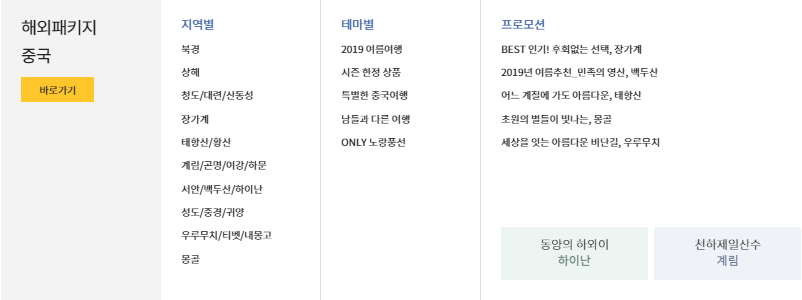 해외패키지
중국
바로가기
지역별
북경
상해
청도/대련/산동성
장가계
태항산/황산
계림/곤명/여강/하문
서안/백두산/하이난
성도/중경/귀양
우루무치/티벳/내몽고
몽골
테마별
2019 여름여행
시즌 한정 상품
특별한 중국여행
남들과 다른 여행
ONLY 노랑풍선
프로모션
BEST 인기! 후회없는 선택, 장가계
2019년 여름추천_민족의 영산, 백두산
어느 계절에 가도 아름다운, 태항산
초원의 별들이 빛나는, 몽골
세상을 잇는 아름다운 비단길, 우루무치
동양의 하와이
하이난
천하제일산수
계림